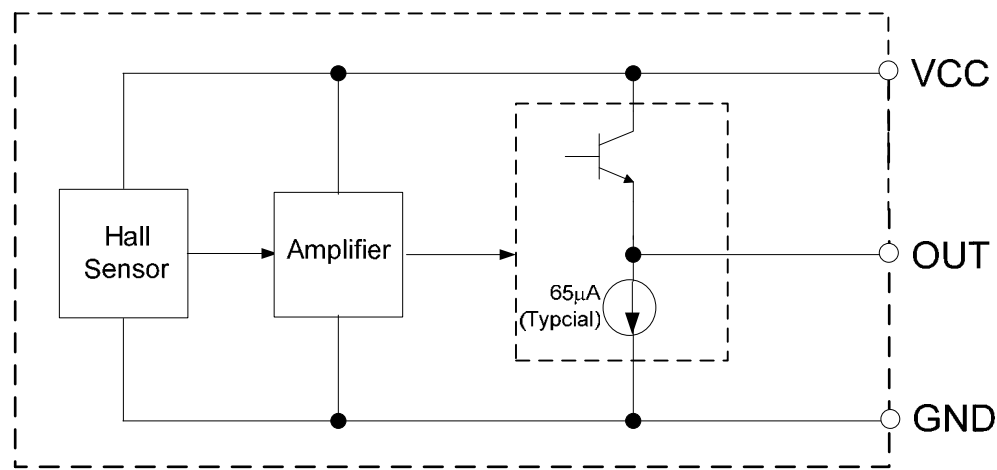 VCC
Hall
Sensor
Amplifier
OUT
65μA
(Typcial)
GND